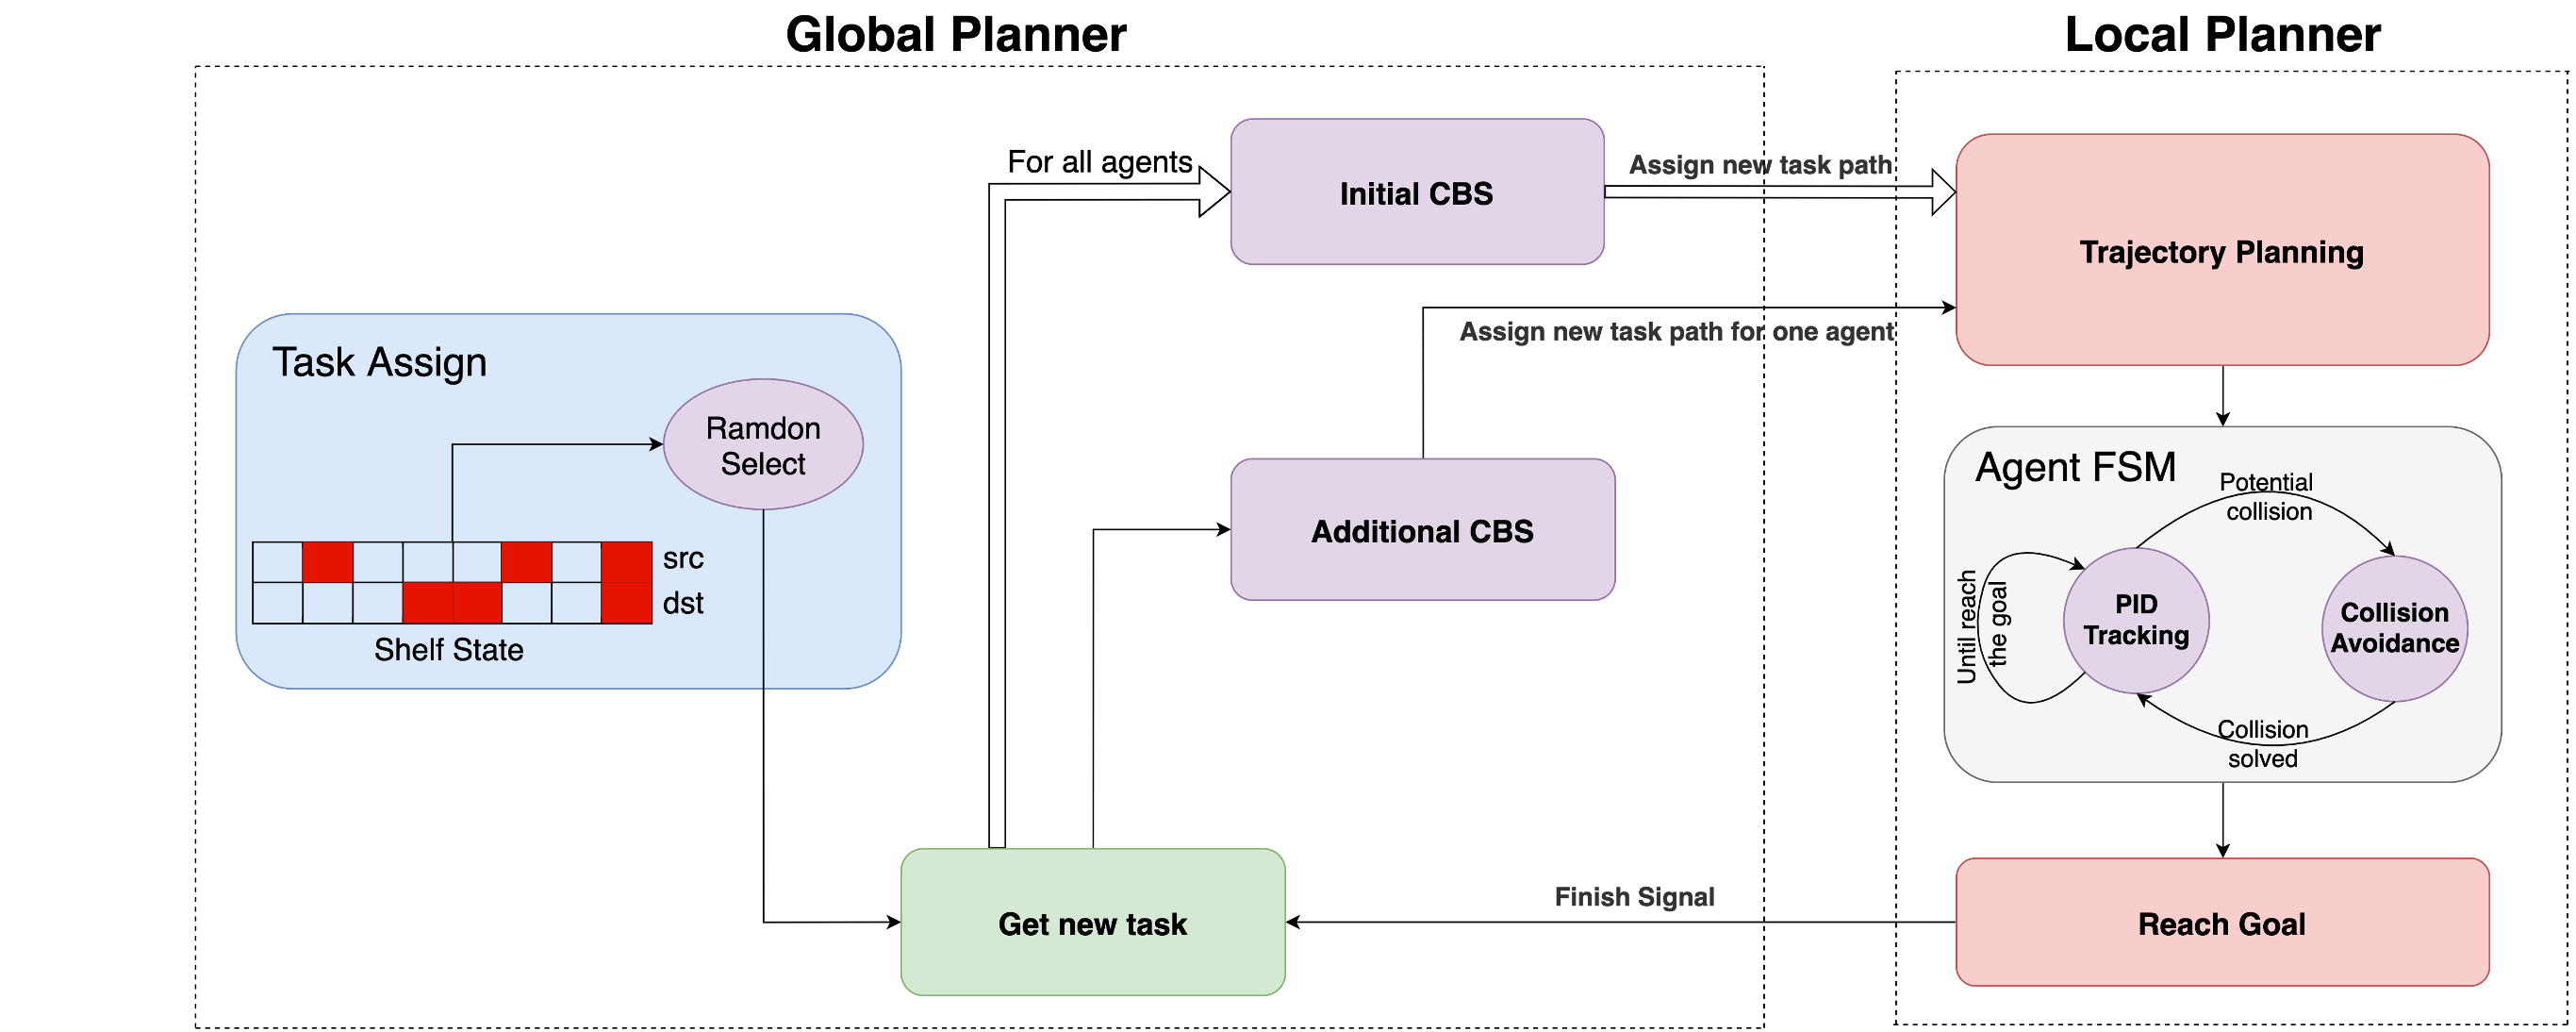 Global Planner
Local Planner
For all agents
Initial CBS
Assign new task path
Trajectory Planning
Assign new task path for one agent
Task Assign
Ramdon
Select
src
dst
Shelf State
Additional CBS
Agent FSM
Potential
collision
Until reach
the goal
PID
Tracking
Collision
Avoidance
Collision
solved
Get new task
Finish Signal
Reach Goal